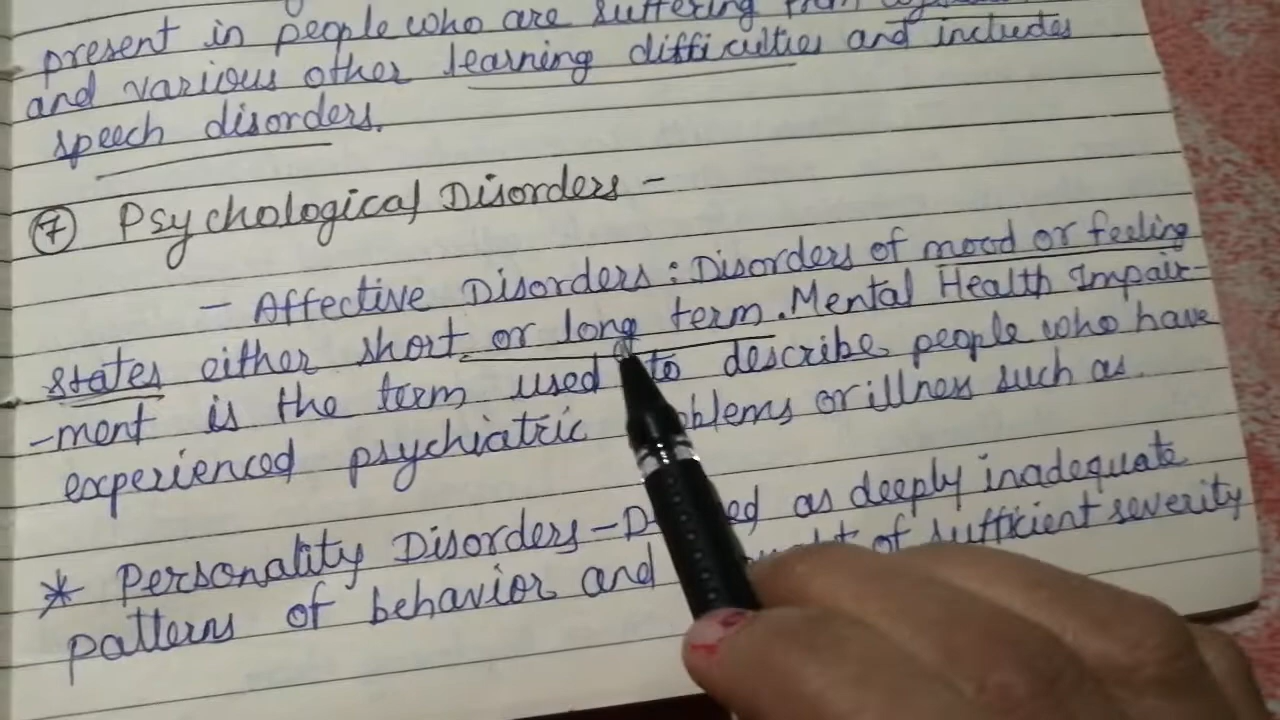 present in people who are suffering from
and various other learning difficulties and includes
speech disorders.
7 Psychological Disorders -
- Affective Disorders : Disorders of mood or feeling
states either short or long term. Mental Health Impair-
-ment is the term used to describe people who have
experienced psychiatric oblems or illness such as
* Personality Disorders - D ed as deeply inadequate
patterns of behavior and of sufficient severity